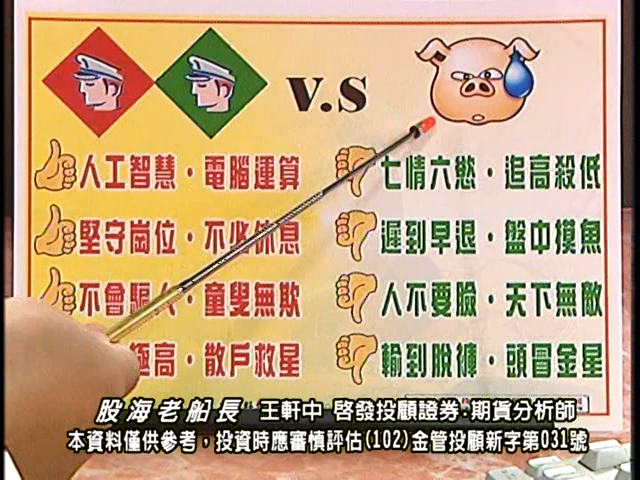 V.S
人工智慧・電腦運算
七情六慾・追高殺低
堅守崗位・不必休息
遲到早退・盤中摸魚
不會騙人・童叟無欺
人不要臉・天下無敵
極高・散戶救星
輸到脫褲・頭冒金星
股海老船長 王軒中 啓發投顧證券.期貨分析師
本資料僅供參考，投資時應審慎評估(102)金管投顧新字第031號